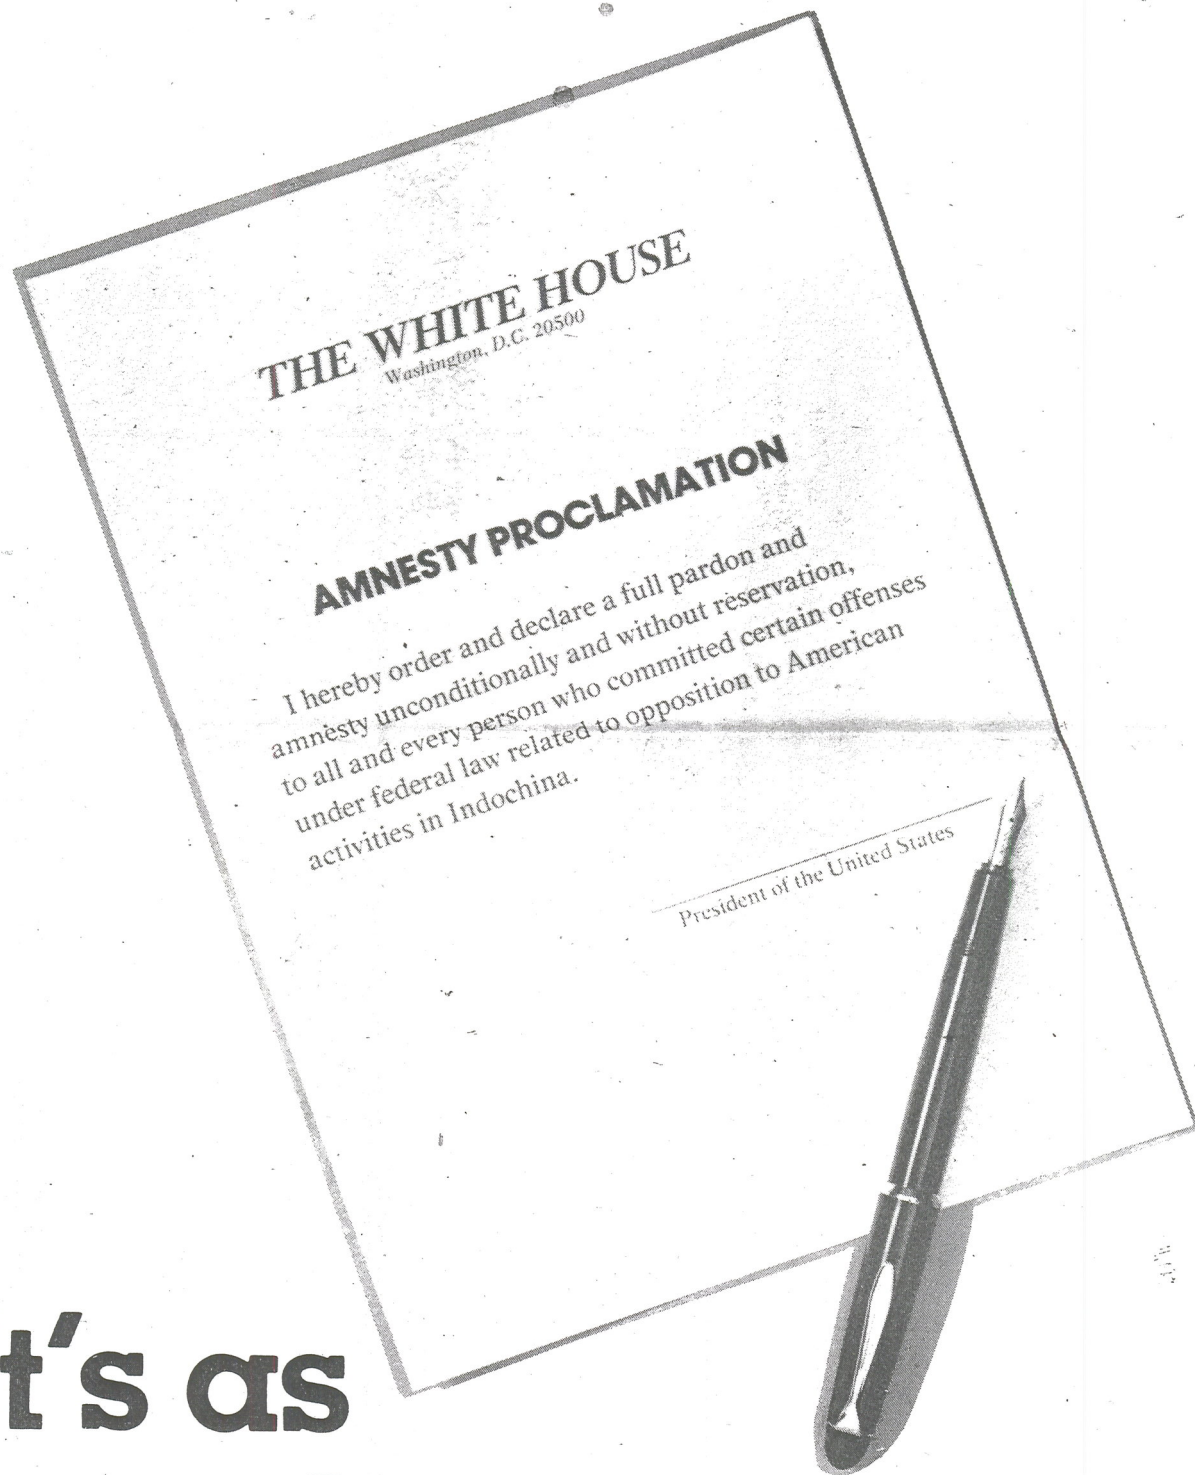 THE WHITE HOUSE
Washington, D.C. 20500
AMNESTY PROCLAMATION
I hereby order and declare a full pardon and
amnesty unconditionally and without reservation,
to all and every person who committed certain offenses
under federal law related to opposition to American
activities in Indochina.
President of the United States
t's as